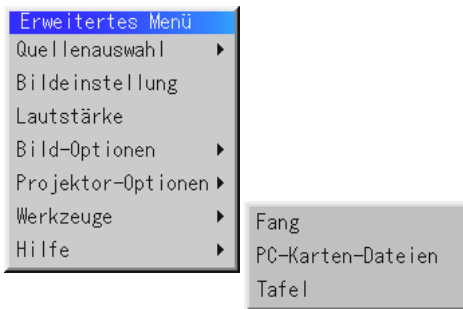 Erweitertes Menü
Quellenauswahl
Bildeinstellung
Lautstärke
Bild-Optionen
Projektor-Optionen
Werkzeuge
Hilfe
Fang
PC-Karten-Dateien
Tafel